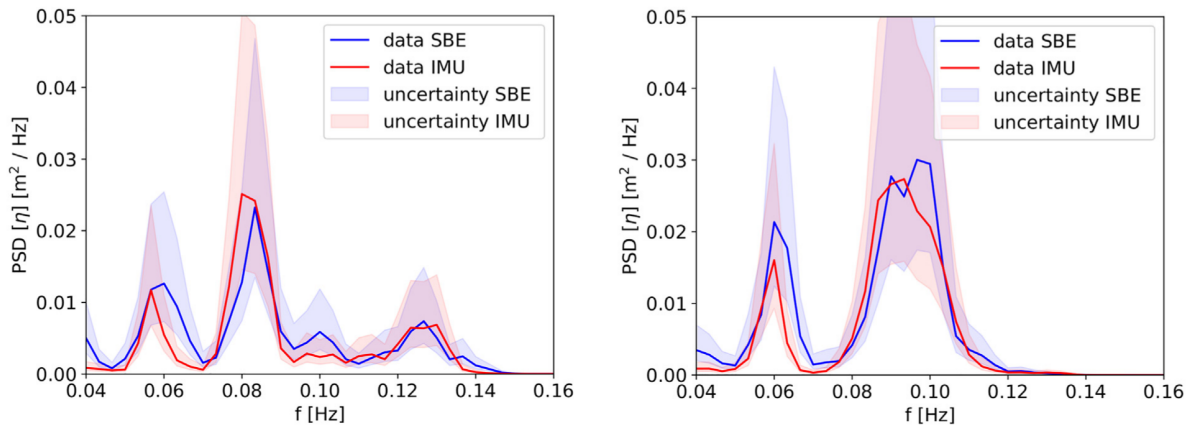 0.05
0.04
0.03
0.02
0.01
0.00
PSD [η] [m² / Hz]
data SBE
data IMU
uncertainty SBE
uncertainty IMU
0.04 0.06 0.08 0.10 0.12 0.14 0.16
f [Hz]
0.05
0.04
0.03
0.02
0.01
0.00
PSD [η] [m² / Hz]
data SBE
data IMU
uncertainty SBE
uncertainty IMU
0.04 0.06 0.08 0.10 0.12 0.14 0.16
f [Hz]